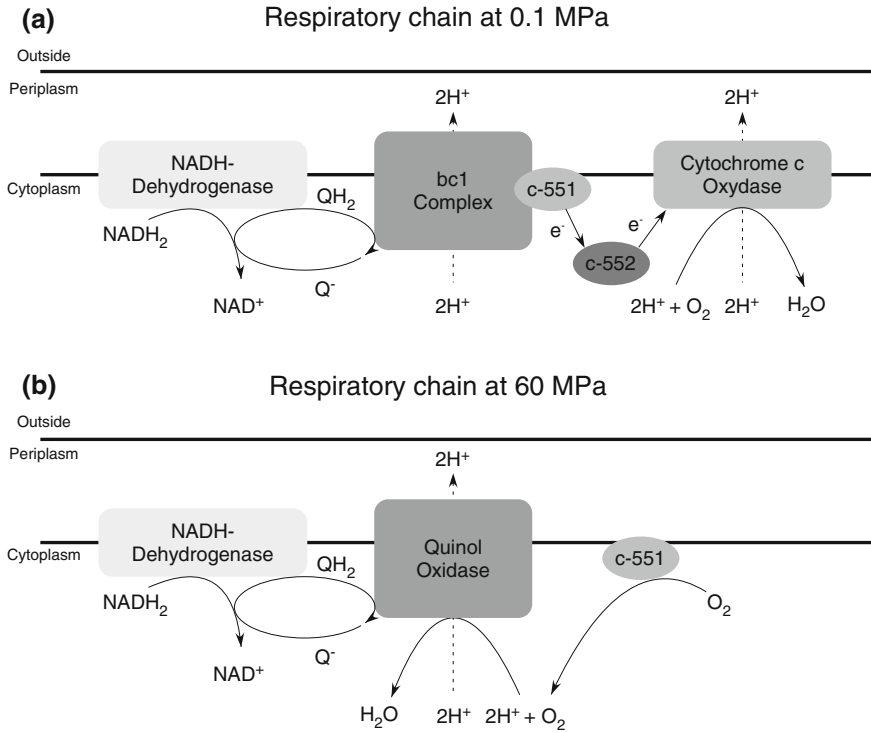 (a) Respiratory chain at 0.1 MPa
Outside
Periplasm
2H⁺ 2H⁺
NADH-
Dehydrogenase
bc1
Complex
c-551
Cytochrome c
Oxydase
Cytoplasm
QH₂
NADH₂
e⁻ e⁻
c-552
NAD⁺
Q⁻
2H⁺
2H⁺ + O₂ 2H⁺ H₂O
(b) Respiratory chain at 60 MPa
Outside
Periplasm
2H⁺
NADH-
Dehydrogenase
Quinol
Oxidase
c-551
Cytoplasm
QH₂
NADH₂
O₂
NAD⁺
Q⁻
H₂O 2H⁺ 2H⁺ + O₂